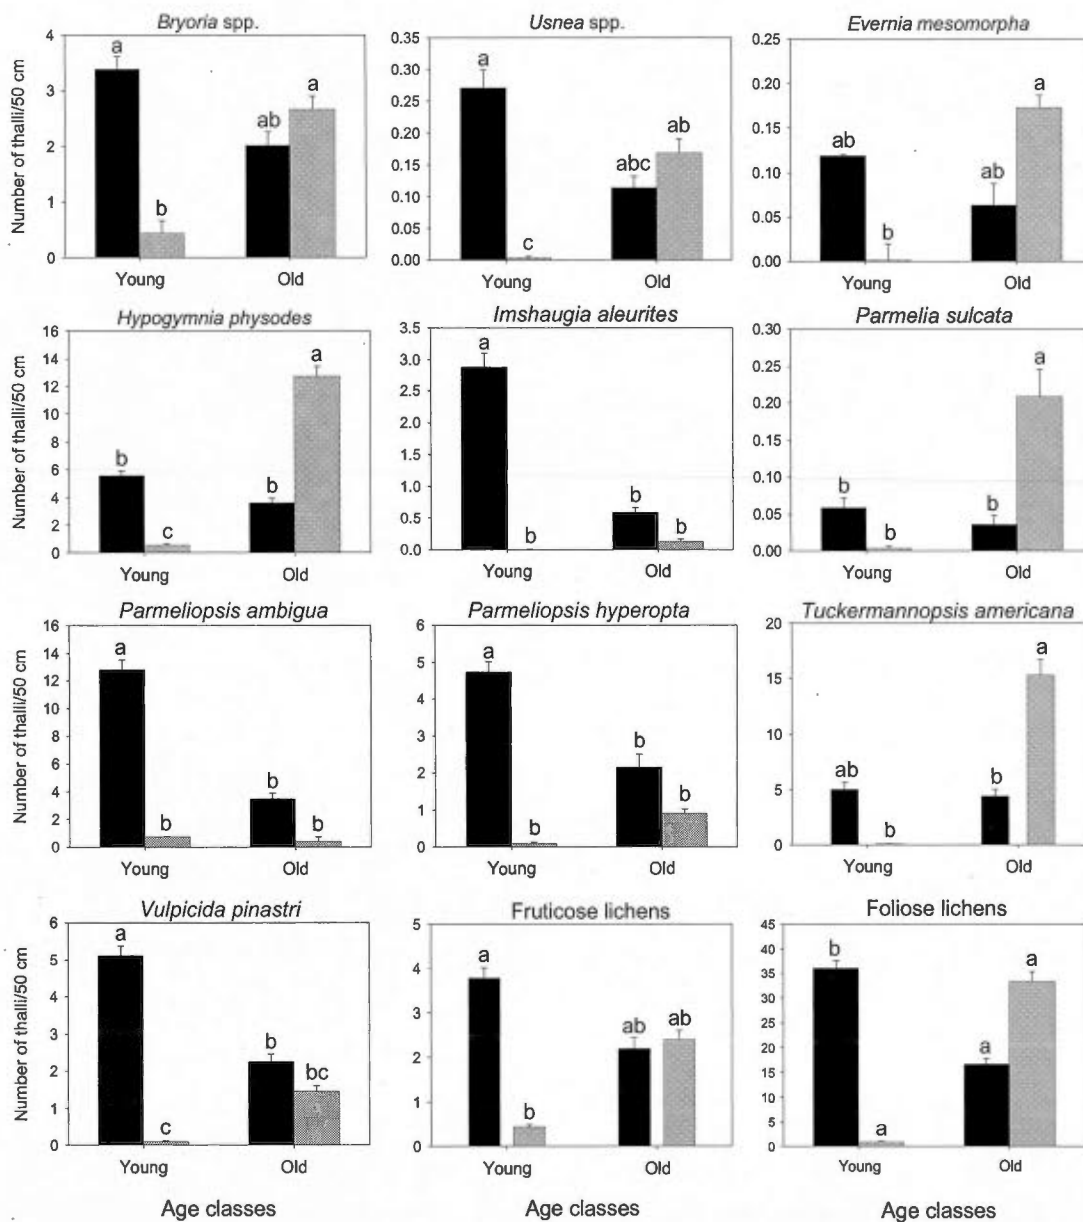 Bryoria spp.
Number of thalli/50 cm
4
3
2
1
0
a
b
ab
a
Young
Old
Usnea spp.
0.35
0.30
0.25
0.20
0.15
0.10
0.05
0.00
a
c
abc
ab
Young
Old
Evernia mesomorpha
0.25
0.20
0.15
0.10
0.05
0.00
ab
b
ab
a
Young
Old
Hypogymnia physodes
Number of thalli/50 cm
16
14
12
10
8
6
4
2
0
b
c
b
a
Young
Old
Imshaugia aleurites
3.5
3.0
2.5
2.0
1.5
1.0
0.5
0.0
a
b
b
b
Young
Old
Parmelia sulcata
0.30
0.25
0.20
0.15
0.10
0.05
0.00
b
b
b
a
Young
Old
Parmeliopsis ambigua
Number of thalli/50 cm
16
14
12
10
8
6
4
2
0
a
b
b
b
Young
Old
Parmeliopsis hyperopta
6
5
4
3
2
1
0
a
b
b
b
Young
Old
Tuckermannopsis americana
20
15
10
5
0
ab
b
b
a
Young
Old
Vulpicida pinastri
Number of thalli/50 cm
6
5
4
3
2
1
0
a
c
b
bc
Young
Old
Age classes
Fruticose lichens
5
4
3
2
1
0
a
b
ab
ab
Young
Old
Age classes
Foliose lichens
45
40
35
30
25
20
15
10
5
0
b
a
a
a
Young
Old
Age classes